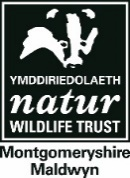 YMDDIRIEDOLAETH
natur
WILDLIFE TRUST
Montgomeryshire
Maldwyn